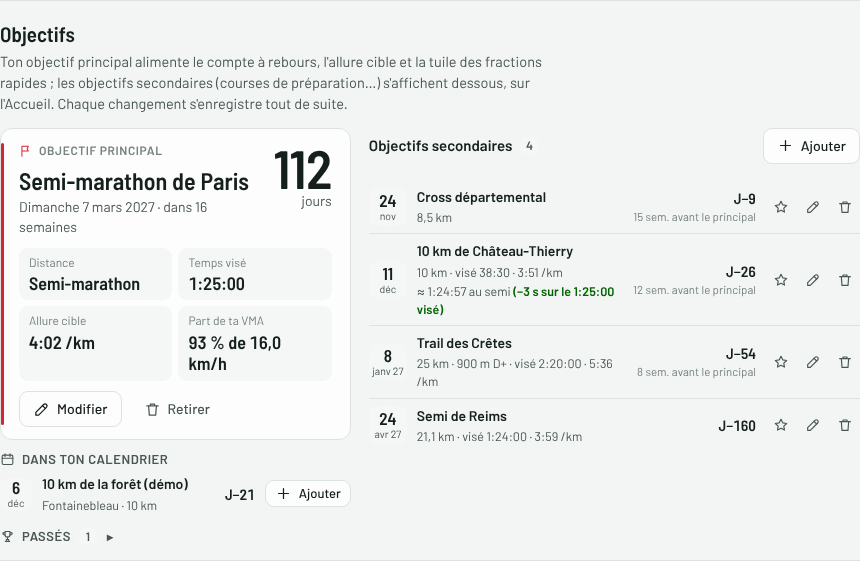 Objectifs
Ton objectif principal alimente le compte à rebours, l'allure cible et la tuile des fractions
rapides ; les objectifs secondaires (courses de préparation…) s'affichent dessous, sur
l'Accueil. Chaque changement s'enregistre tout de suite.
OBJECTIF PRINCIPAL
Semi-marathon de Paris
Dimanche 7 mars 2027 · dans 16
semaines
112
jours
Distance
Semi-marathon
Temps visé
1:25:00
Allure cible
4:02 /km
Part de ta VMA
93 % de 16,0
km/h
Modifier
Retirer
DANS TON CALENDRIER
6
déc
10 km de la forêt (démo)
Fontainebleau · 10 km
J−21
Ajouter
PASSÉS 1
Objectifs secondaires 4
Ajouter
24
nov
Cross départemental
8,5 km
J−9
15 sem. avant le principal
11
déc
10 km de Château-Thierry
10 km · visé 38:30 · 3:51 /km
≈ 1:24:57 au semi (−3 s sur le 1:25:00
visé)
J−26
12 sem. avant le principal
8
janv 27
Trail des Crêtes
25 km · 900 m D+ · visé 2:20:00 · 5:36
/km
J−54
8 sem. avant le principal
24
avr 27
Semi de Reims
21,1 km · visé 1:24:00 · 3:59 /km
J−160